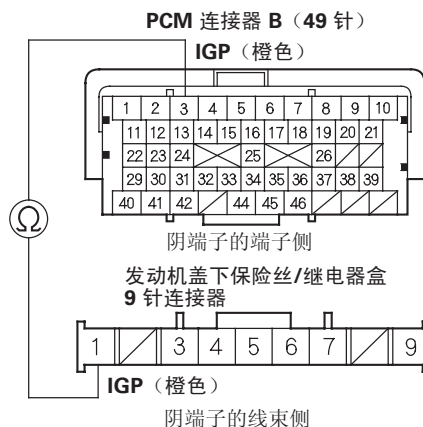 PCM 连接器 B（49 针）
IGP（橙色）
1 2 3 4 5 6 7 8 9 10
11 12 13 14 15 16 17 18 19 20 21
22 23 24 25 26
29 30 31 32 33 34 35 36 37 38 39
40 41 42 44 45 46
Ω
阴端子的端子侧
发动机盖下保险丝/继电器盒
9 针连接器
1 3 4 5 6 7 9
IGP（橙色）
阴端子的线束侧